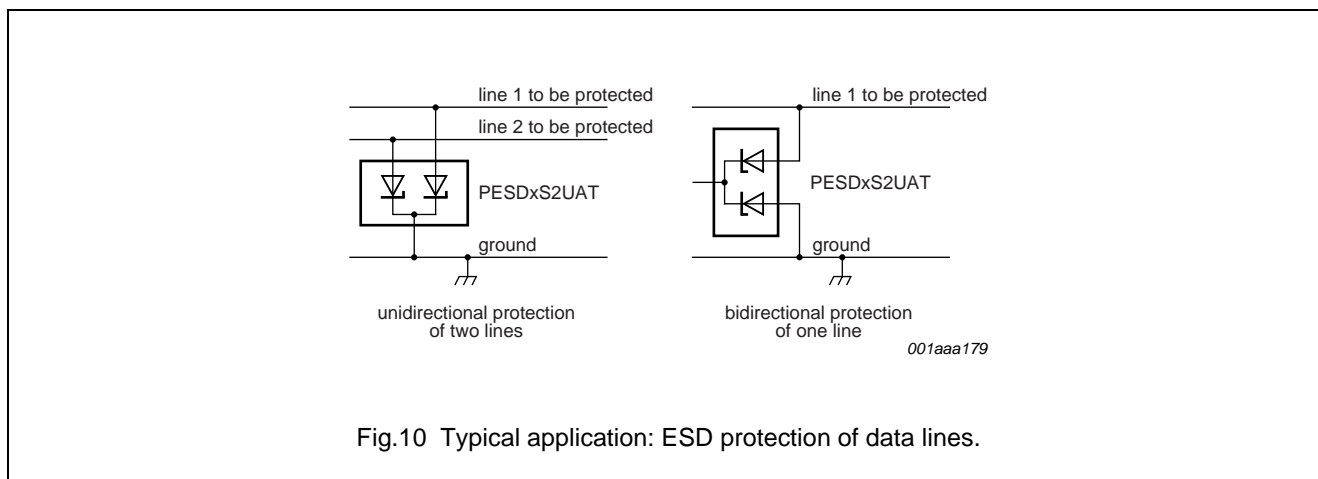 line 1 to be protected
line 2 to be protected
PESDxS2UAT
ground
unidirectional protection
of two lines
line 1 to be protected
PESDxS2UAT
ground
bidirectional protection
of one line
001aaa179
Fig.10 Typical application: ESD protection of data lines.